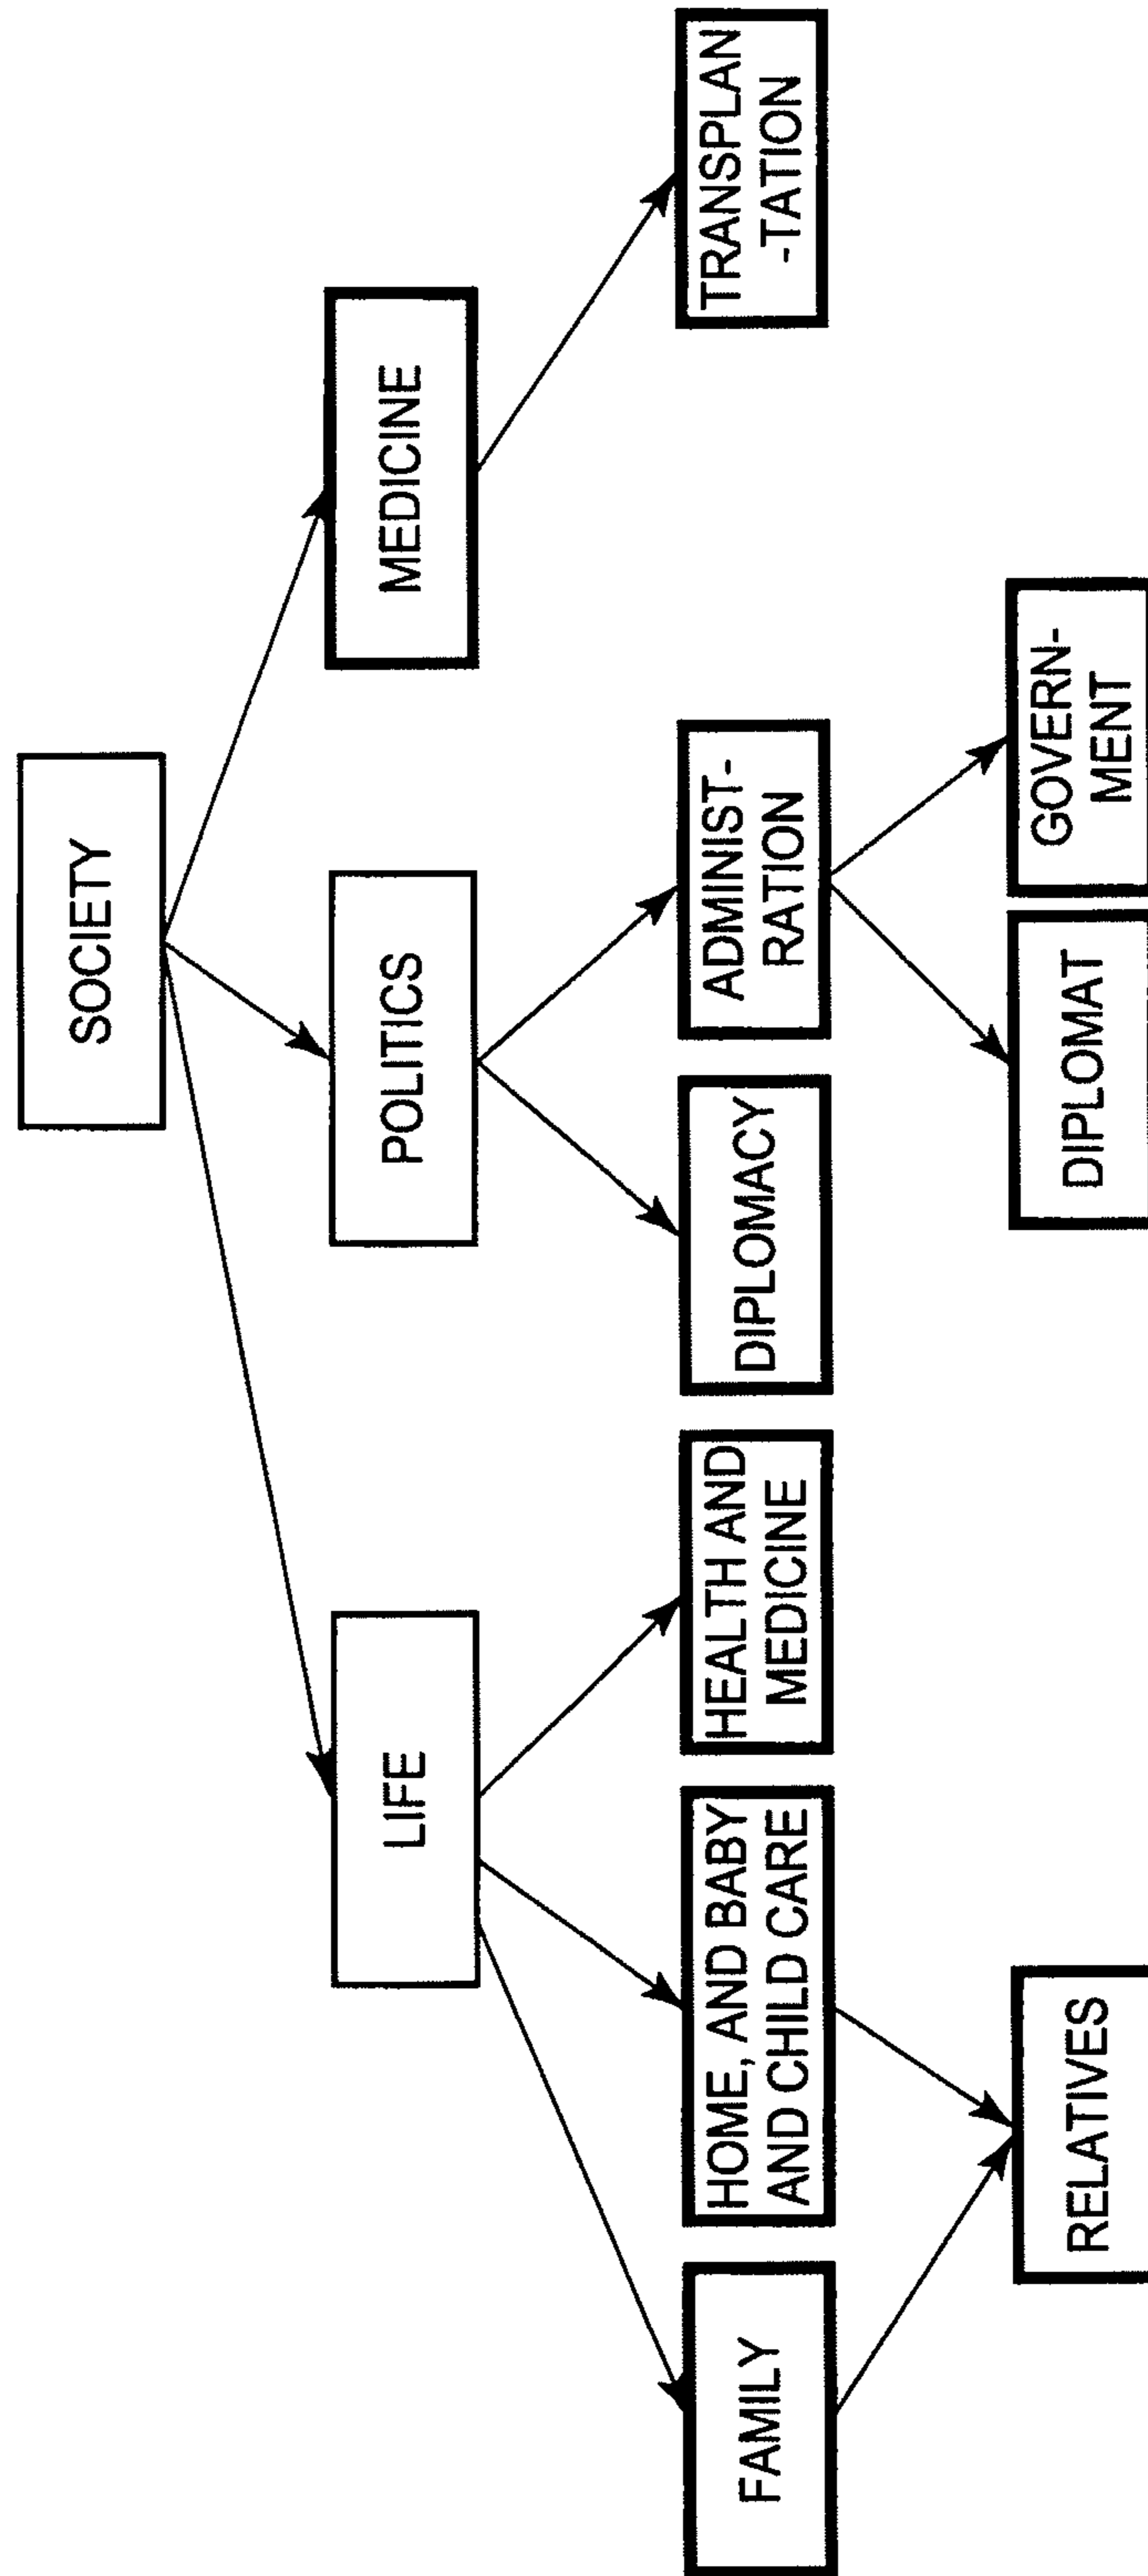 SOCIETY
LIFE
POLITICS
MEDICINE
FAMILY
HOME, AND BABY
AND CHILD CARE
HEALTH AND
MEDICINE
DIPLOMACY
ADMINIST-
RATION
TRANSPLAN
-TATION
RELATIVES
DIPLOMAT
GOVERN-
MENT